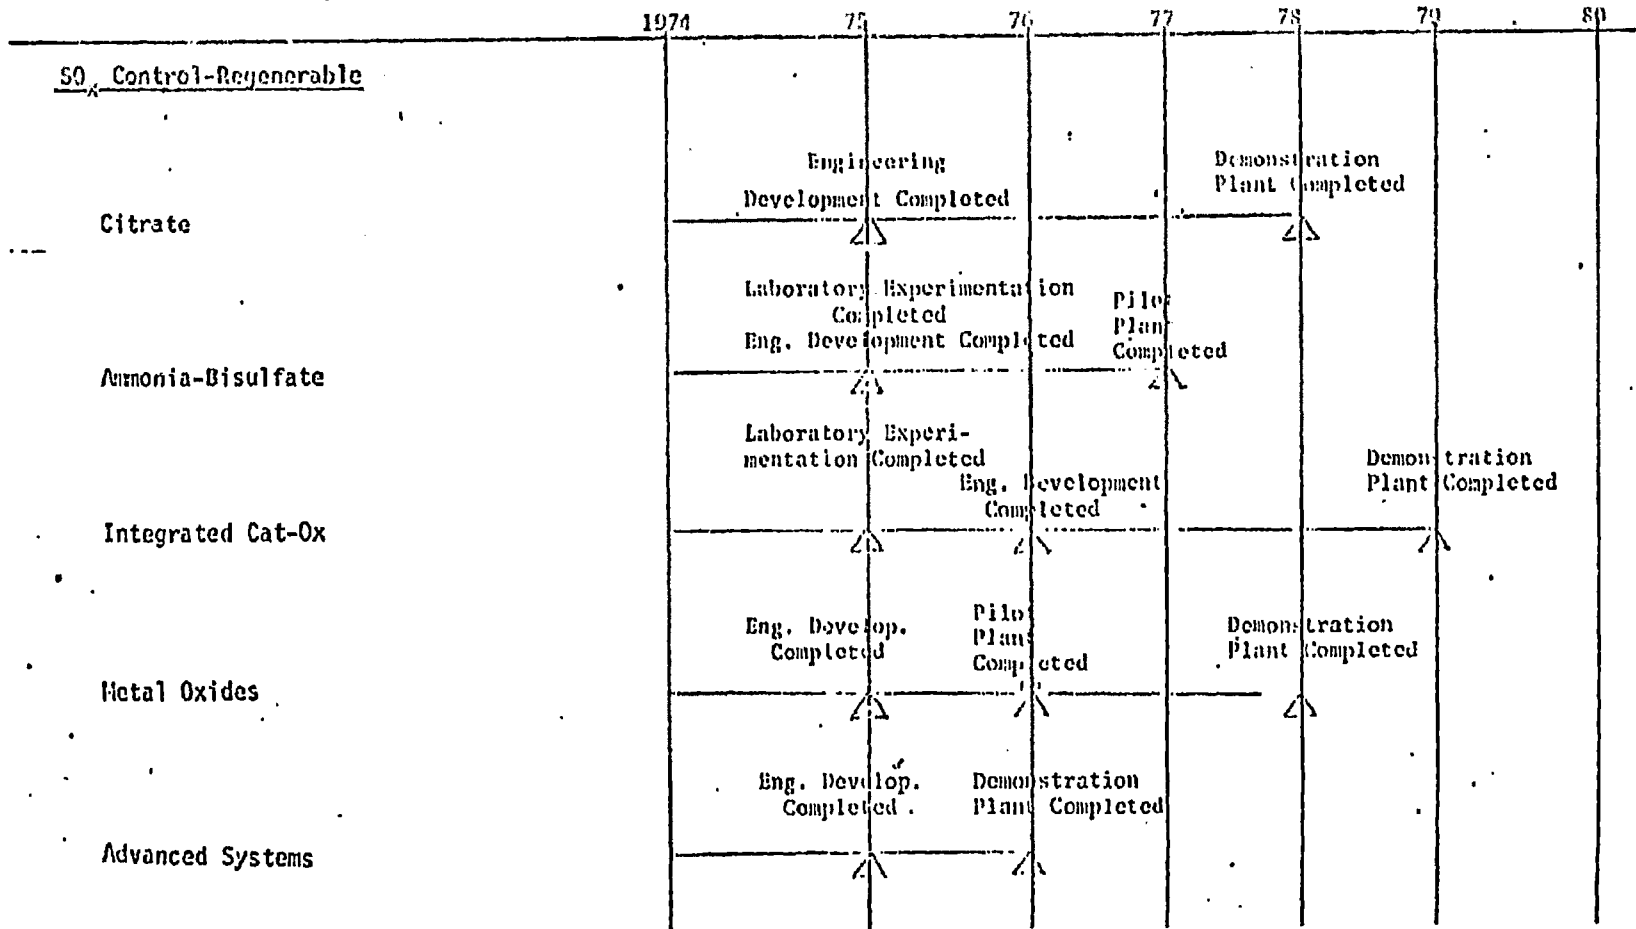 1974 75 76 77 78 79 80
SOx Control-Regenerable
Engineering
Development Completed
Demonstration
Plant Completed
Citrate
Laboratory Experimentation
Completed
Eng. Development Completed
Pilot
Plant
Completed
Ammonia-Bisulfate
Laboratory Experi-
mentation Completed
Eng. Development
Completed
Demonstration
Plant Completed
Integrated Cat-Ox
Eng. Develop.
Completed
Pilot
Plant
Completed
Demonstration
Plant Completed
Metal Oxides
Eng. Develop.
Completed
Demonstration
Plant Completed
Advanced Systems